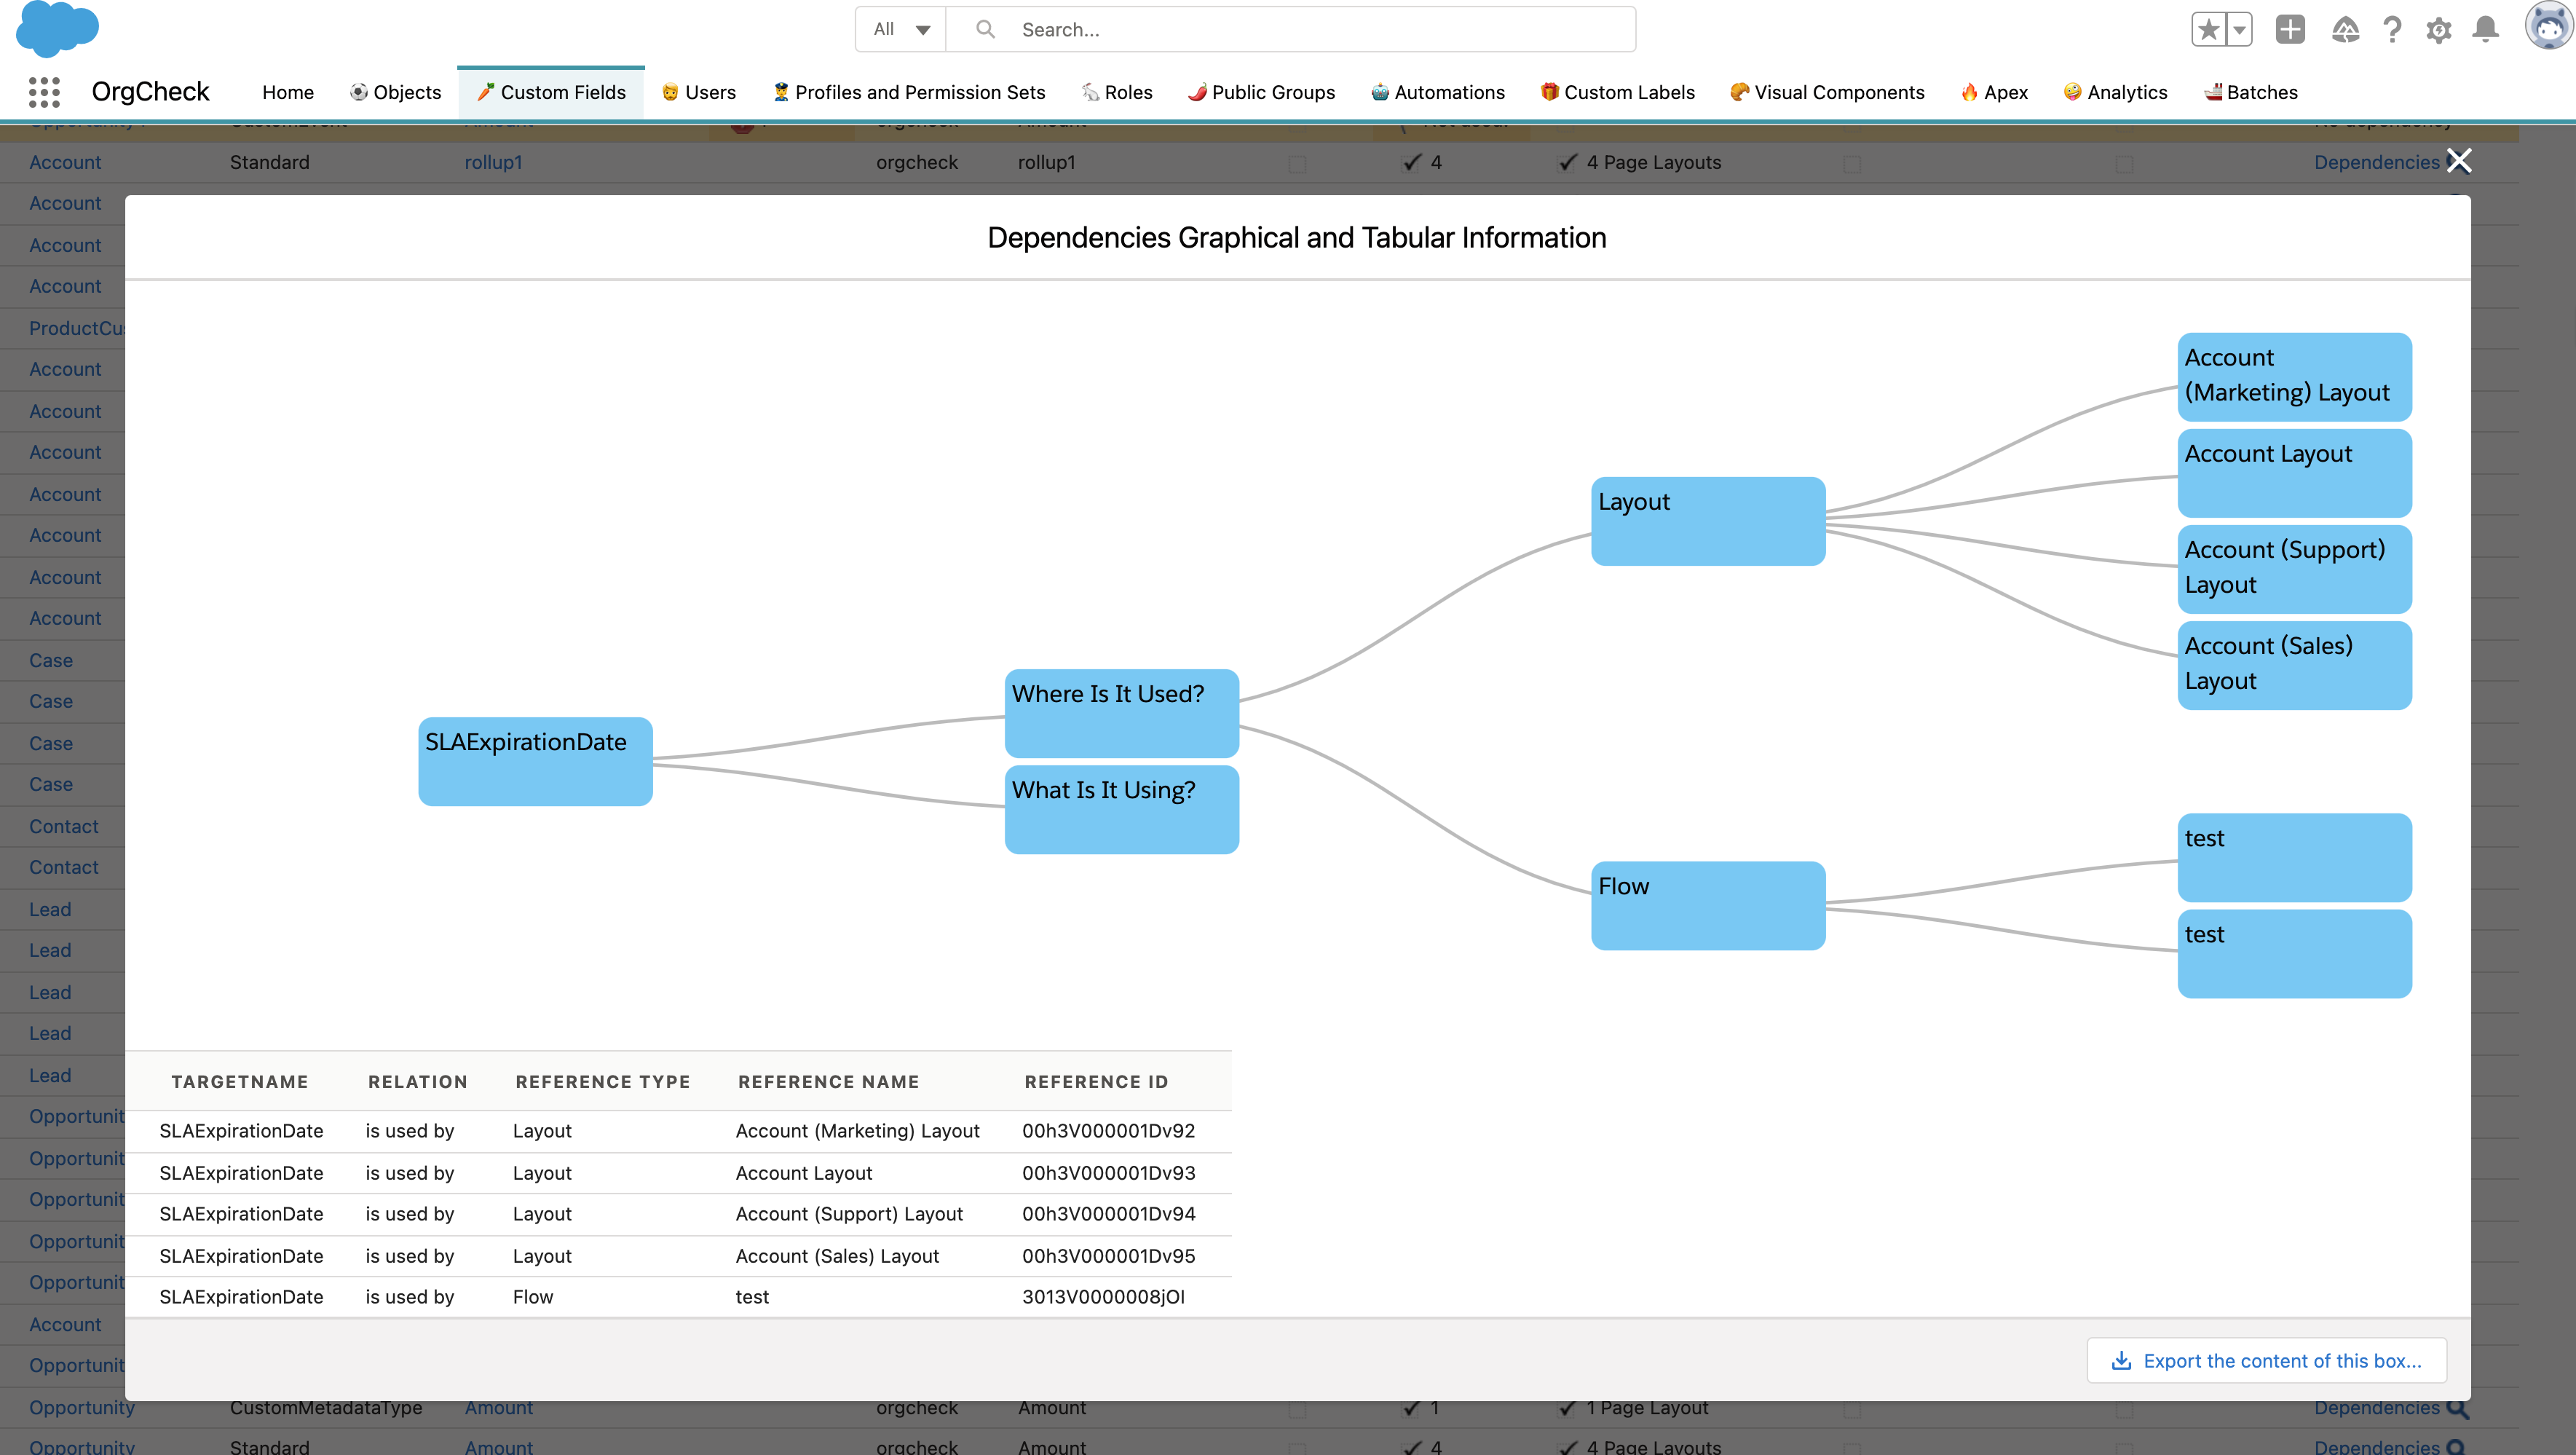 All
Search...
OrgCheck
Home
Objects
Custom Fields
Users
Profiles and Permission Sets
Roles
Public Groups
Automations
Custom Labels
Visual Components
Apex
Analytics
Batches
Account Standard rollup1 orgcheck rollup1 4 4 Page Layouts Dependencies
Account
Account
Account
ProductCus
Account
Account
Account
Account
Account
Account
Account
Case
Case
Case
Case
Contact
Contact
Lead
Lead
Lead
Lead
Lead
Opportunit
Opportunit
Opportunit
Opportunit
Opportunit
Account
Opportunit
Dependencies Graphical and Tabular Information
SLAExpirationDate
Where Is It Used?
What Is It Using?
Layout
Flow
Account
(Marketing) Layout
Account Layout
Account (Support)
Layout
Account (Sales)
Layout
test
test
TARGETNAME RELATION REFERENCE TYPE REFERENCE NAME REFERENCE ID
SLAExpirationDate is used by Layout Account (Marketing) Layout 00h3V000001Dv92
SLAExpirationDate is used by Layout Account Layout 00h3V000001Dv93
SLAExpirationDate is used by Layout Account (Support) Layout 00h3V000001Dv94
SLAExpirationDate is used by Layout Account (Sales) Layout 00h3V000001Dv95
SLAExpirationDate is used by Flow test
Export the content of this box...
Opportunity CustomMetadataType Amount orgcheck Amount 1 1 Page Layout Dependencies
Opportunity Standard Amount orgcheck Amount 4 4 Page Layouts Dependencies